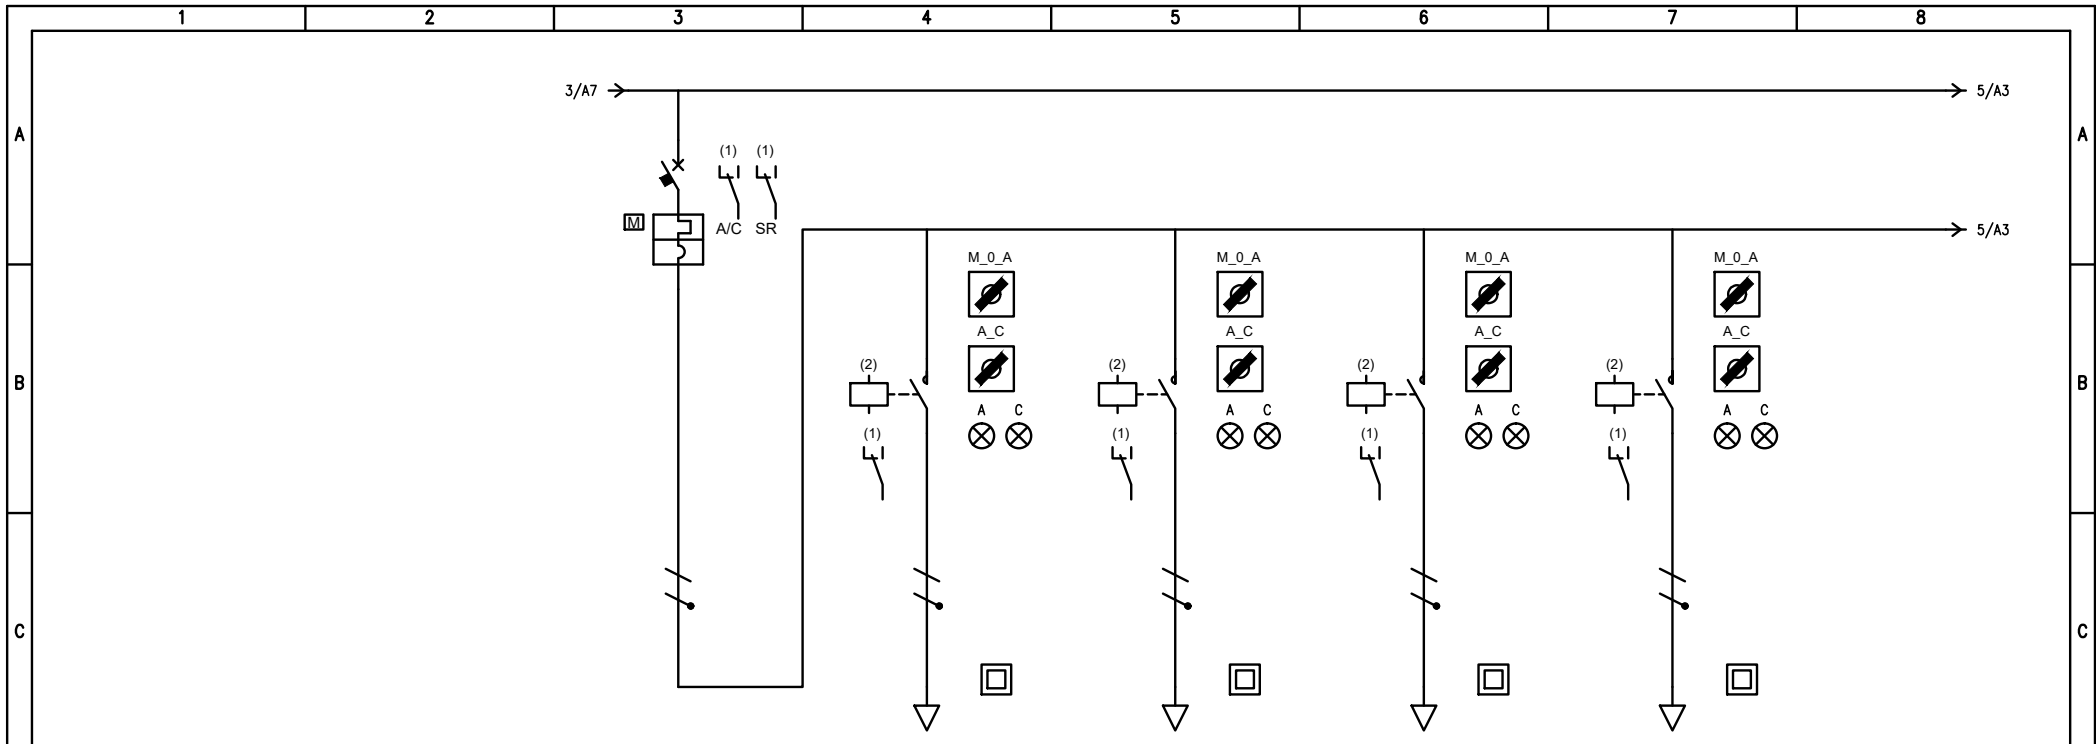 1 2 3 4 5 6 7 8
3/A7 5/A3
A A
(1) (1)
M A/C SR 5/A3
M_0_A M_0_A M_0_A M_0_A
A_C A_C A_C A_C
(2) (2) (2) (2)
B B
A C A C A C A C
(1) (1) (1) (1)
C C